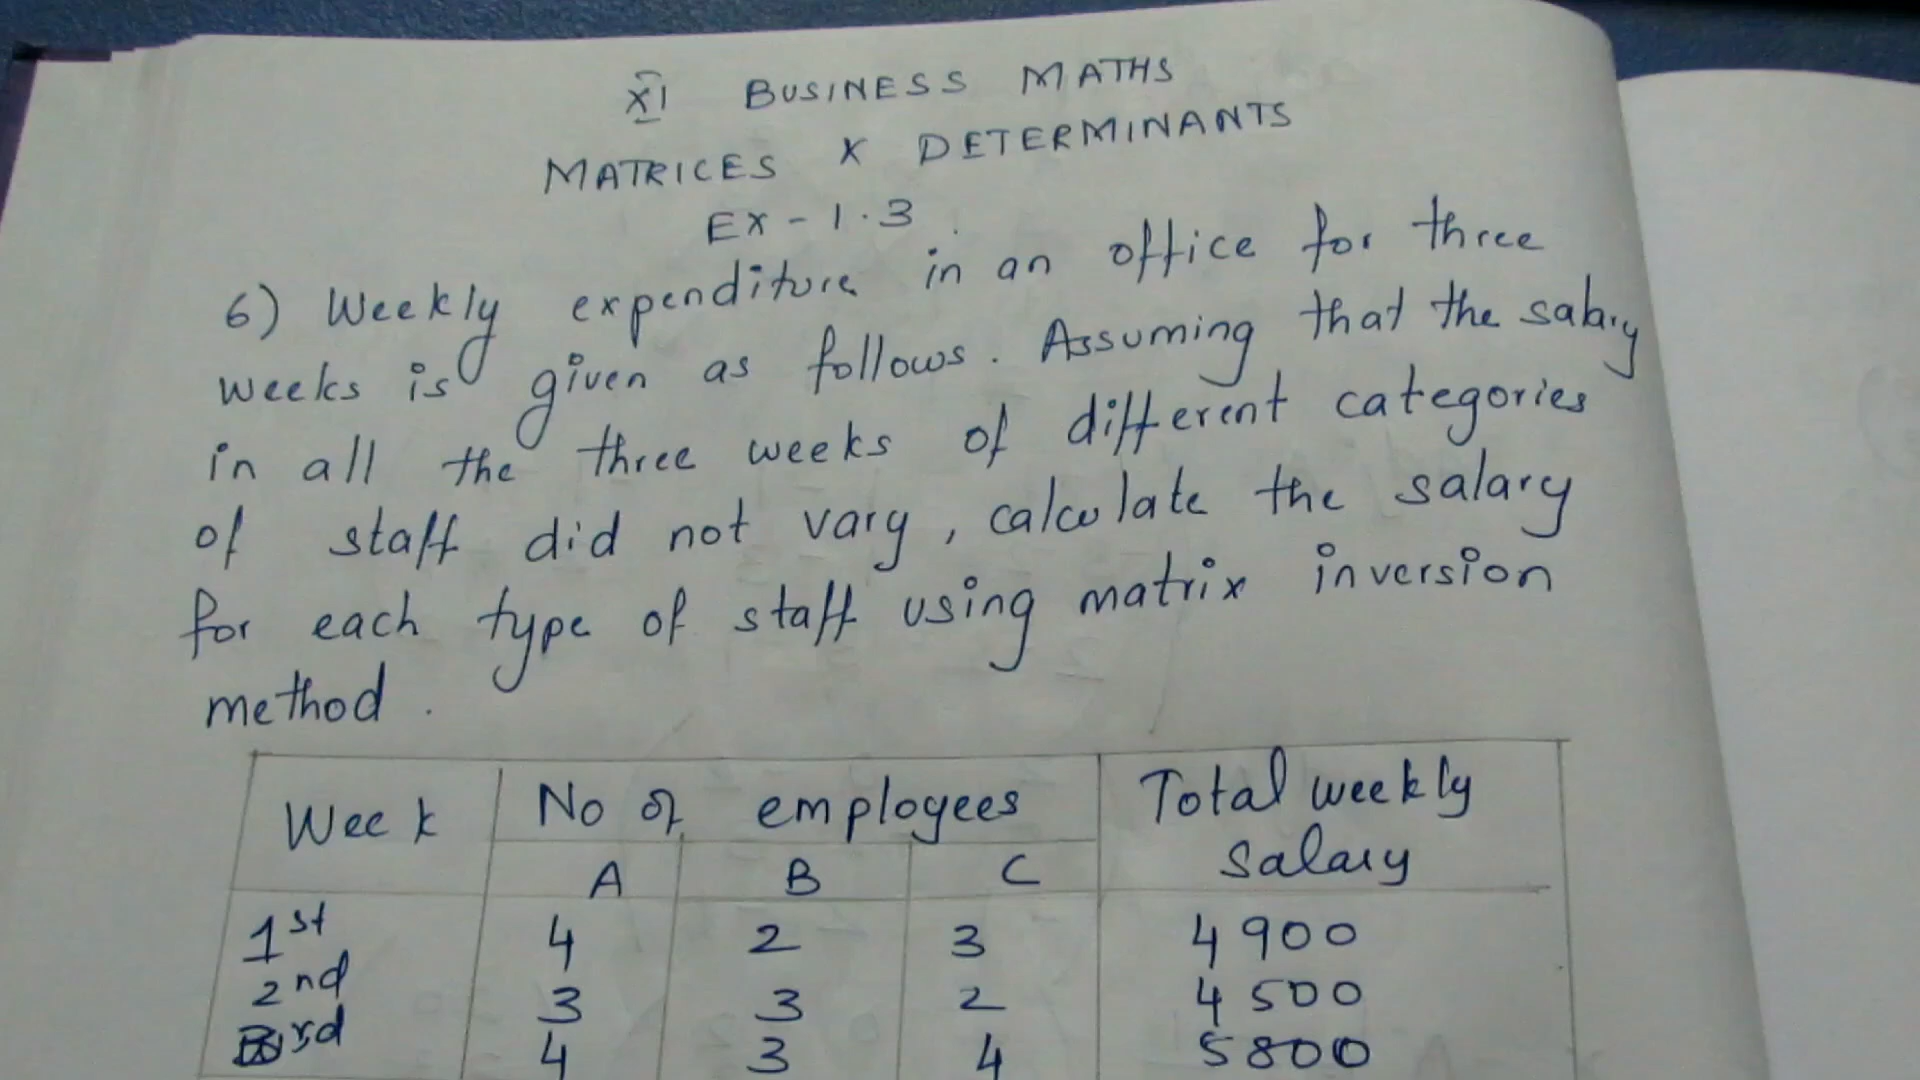 XI BUSINESS MATHS
MATRICES X DETERMINANTS
EX - 1.3
6) Weekly expenditure in an office for three
weeks is given as follows. Assuming that the salary
in all the three weeks of different categories
of staff did not vary, calculate the salary
for each type of staff using matrix inversion
method.
Week No of employees Total weekly
salary
A B C
1st 4 2 3 4900
2nd 3 3 2 4500
3rd 4 3 4 5800